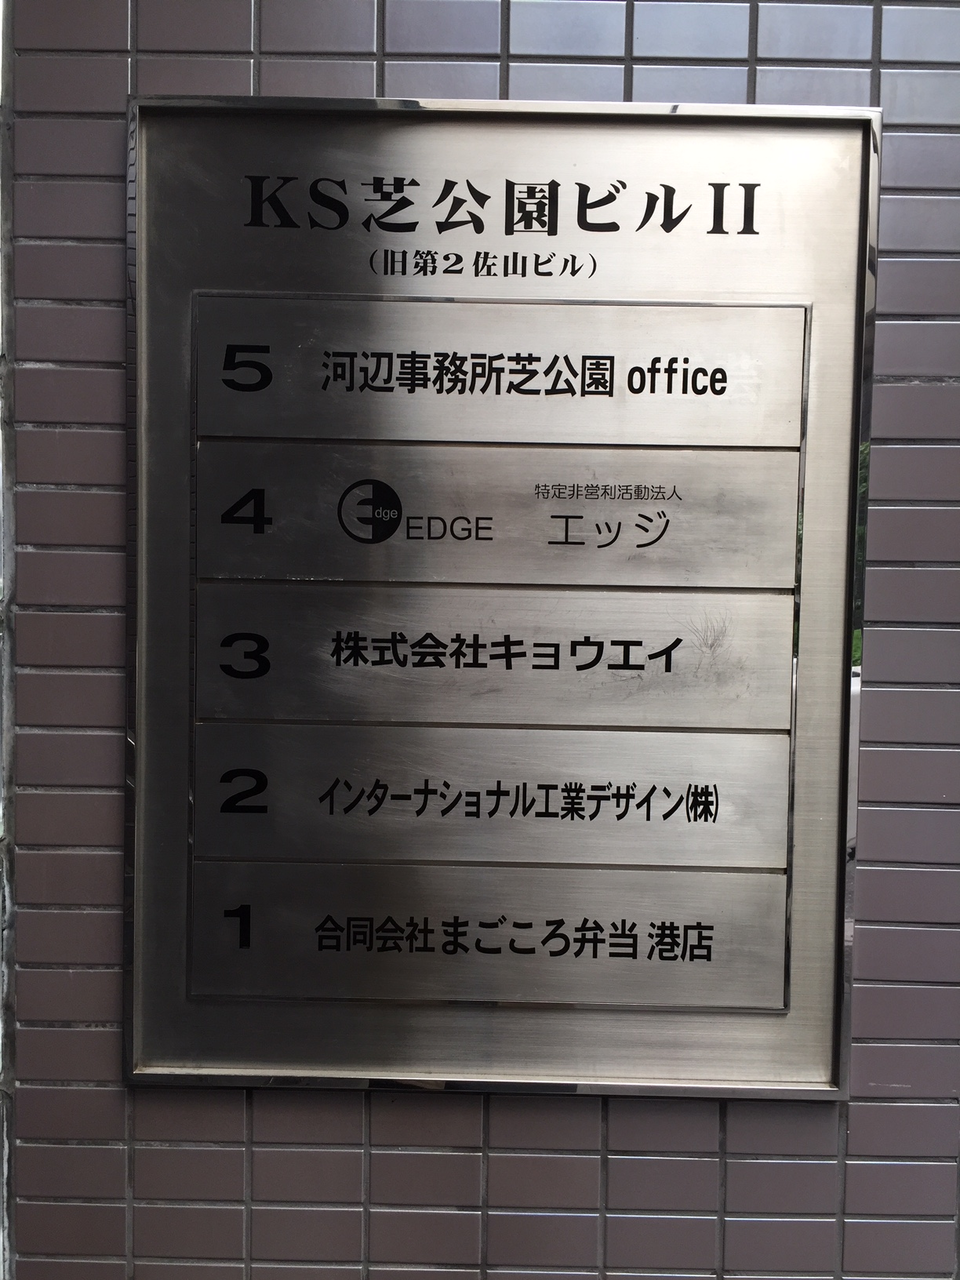 KS芝公園ビルII
（旧第2佐山ビル）
5 河辺事務所芝公園 office
特定非営利活動法人
4 Edge EDGE エッジ
3 株式会社キョウエイ
2 インターナショナル工業デザイン㈱
1 合同会社まごころ弁当 港店